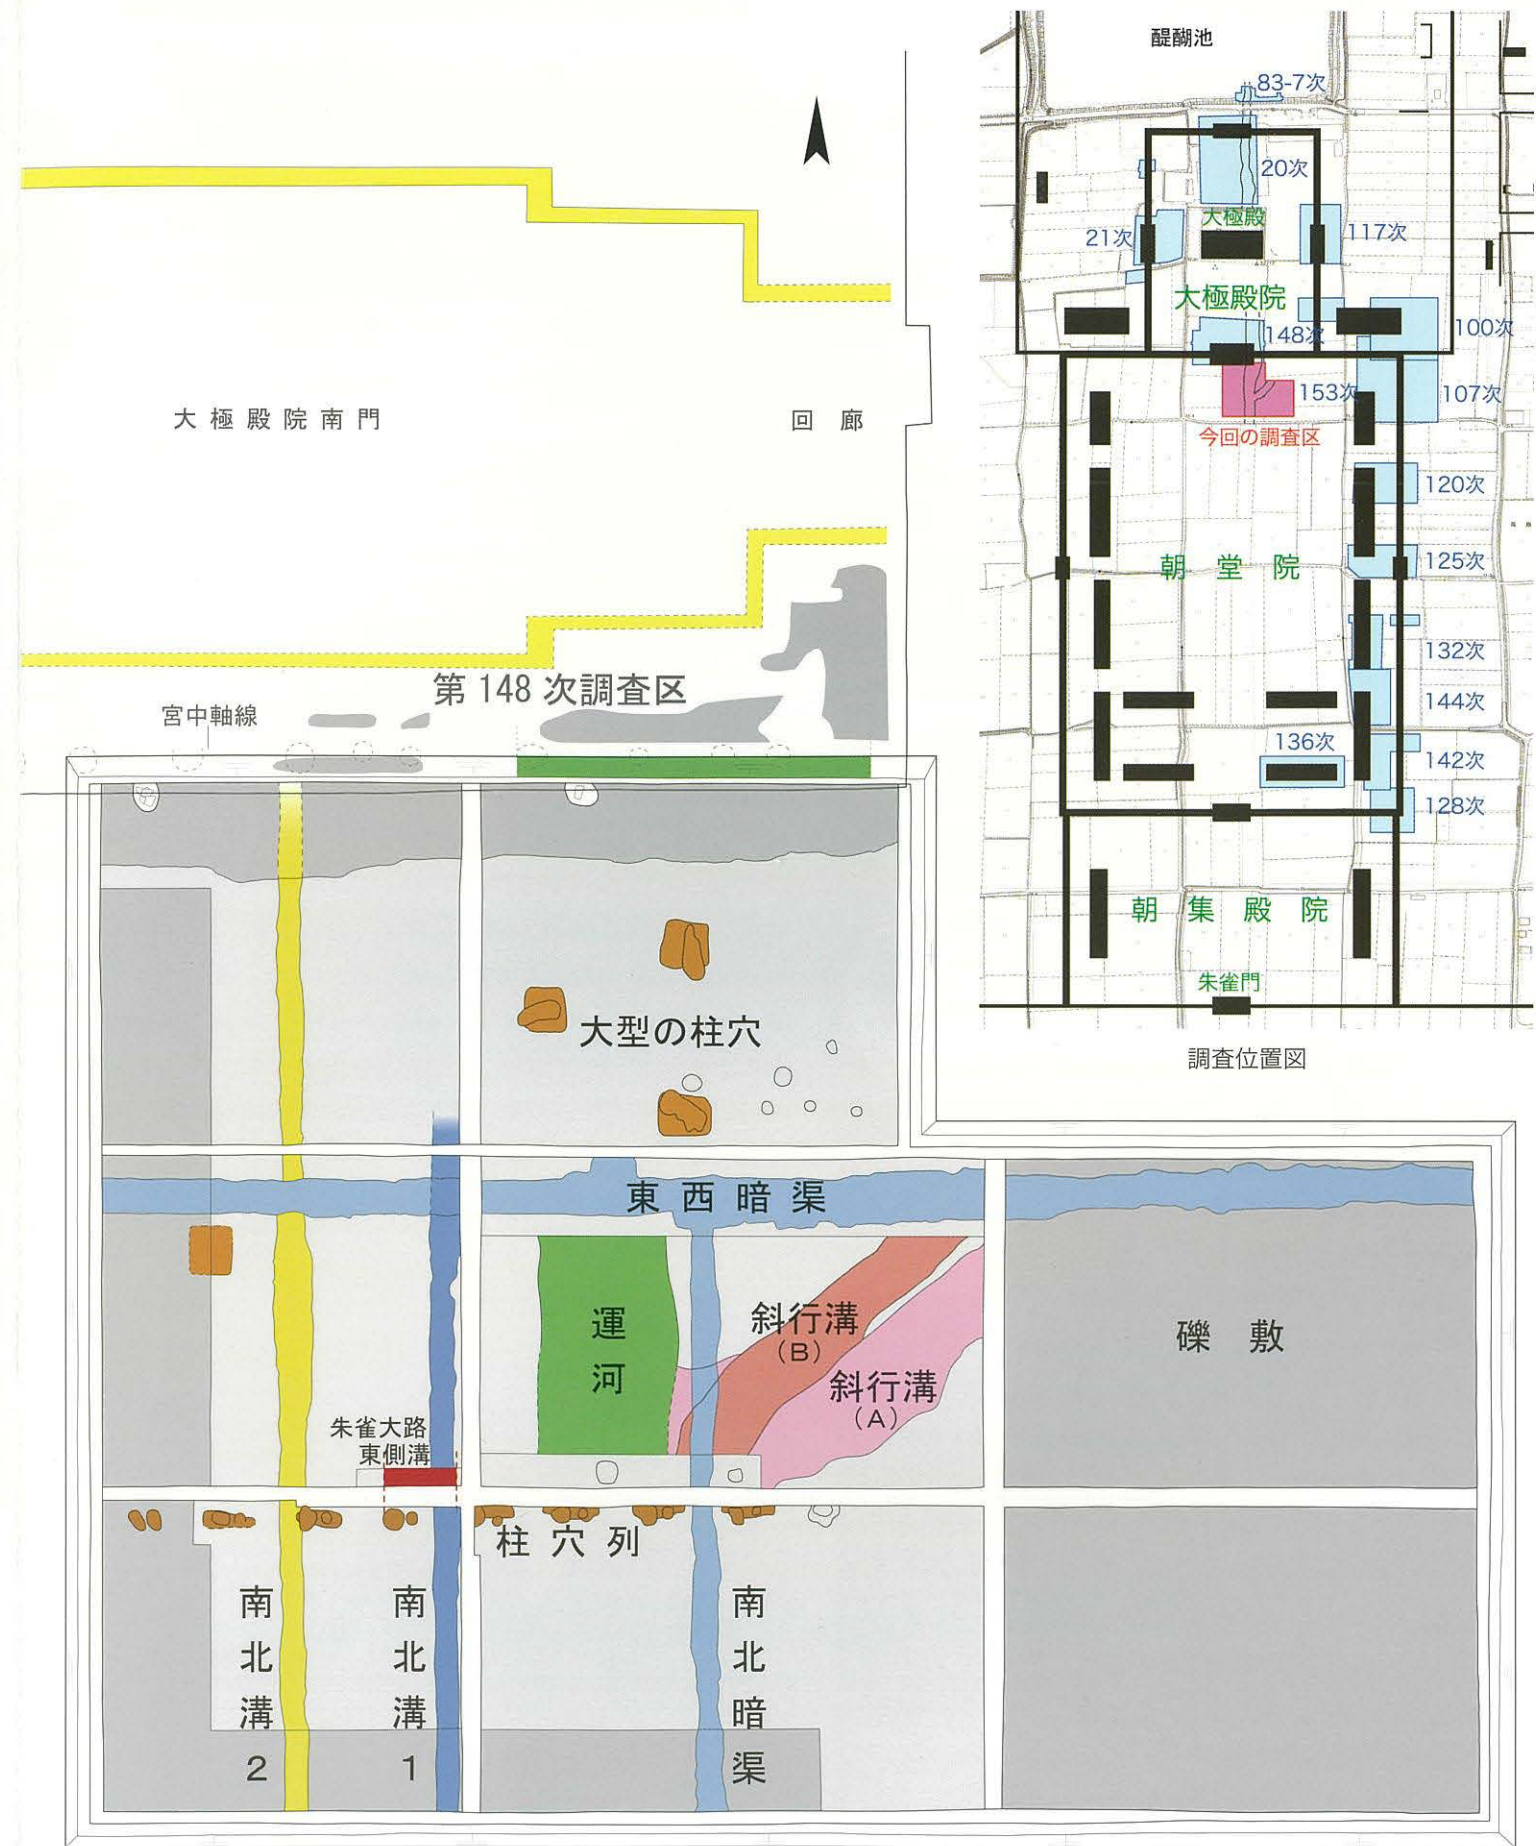 大極殿院南門
回廊
第148次調査区
宮中軸線
大型の柱穴
東西暗渠
運河
斜行溝
(B)
斜行溝
(A)
礫敷
朱雀大路
東側溝
柱穴列
南北溝2
南北溝1
南北暗渠
醍醐池
83-7次
20次
大極殿
21次
117次
大極殿院
148次
100次
153次
107次
今回の調査区
120次
125次
朝堂院
132次
144次
136次
142次
128次
朝集殿院
朱雀門
調査位置図